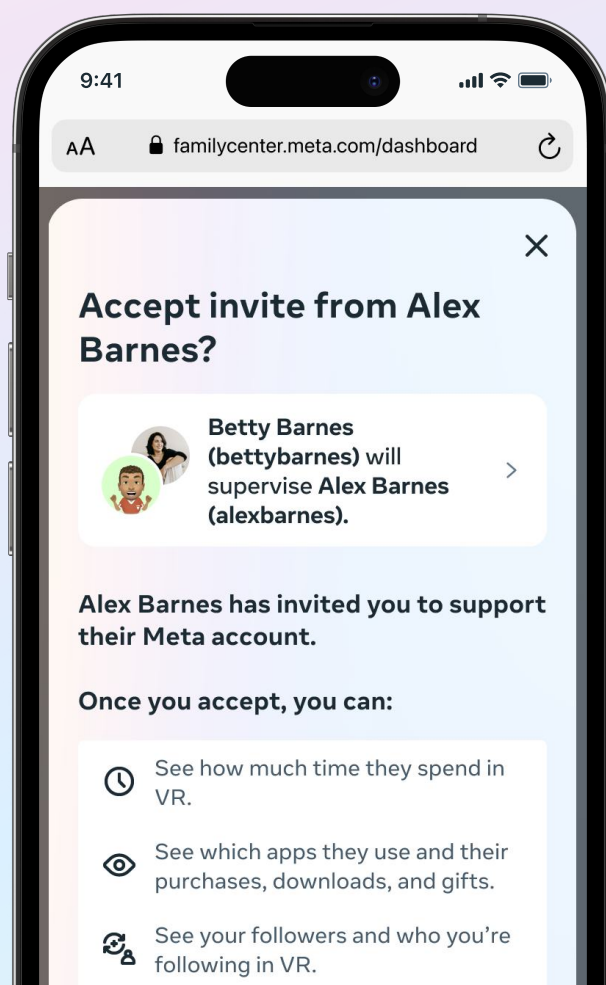 9:41
AA familycenter.meta.com/dashboard
Accept invite from Alex
Barnes?
Betty Barnes
(bettybarnes) will
supervise Alex Barnes
(alexbarnes).
Alex Barnes has invited you to support
their Meta account.
Once you accept, you can:
See how much time they spend in
VR.
See which apps they use and their
purchases, downloads, and gifts.
See your followers and who you’re
following in VR.